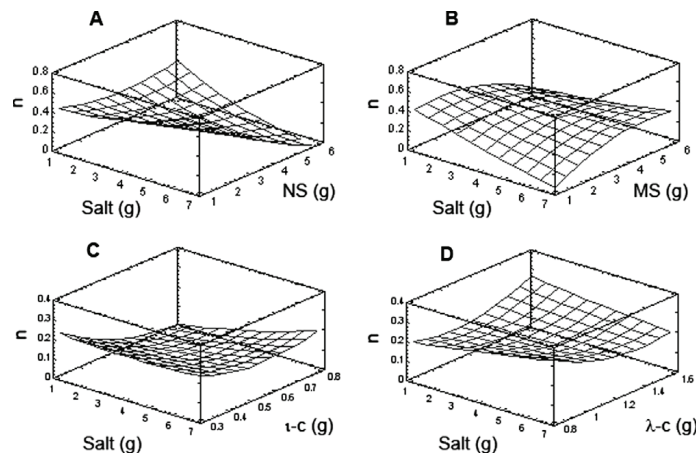 A
0.8
0.6
0.4
0.2
0
n
1 2 3 4 5 6 7
Salt (g)
1 2 3 4 5 6
NS (g)
B
0.8
0.6
0.4
0.2
0
n
1 2 3 4 5 6 7
Salt (g)
1 2 3 4 5 6
MS (g)
C
0.4
0.3
0.2
0.1
0
n
1 2 3 4 5 6 7
Salt (g)
0.3 0.4 0.5 0.6 0.7 0.8
ι-c (g)
D
0.4
0.3
0.2
0.1
0
n
1 2 3 4 5 6 7
Salt (g)
0.8 1 1.2 1.4 1.6
λ-c (g)